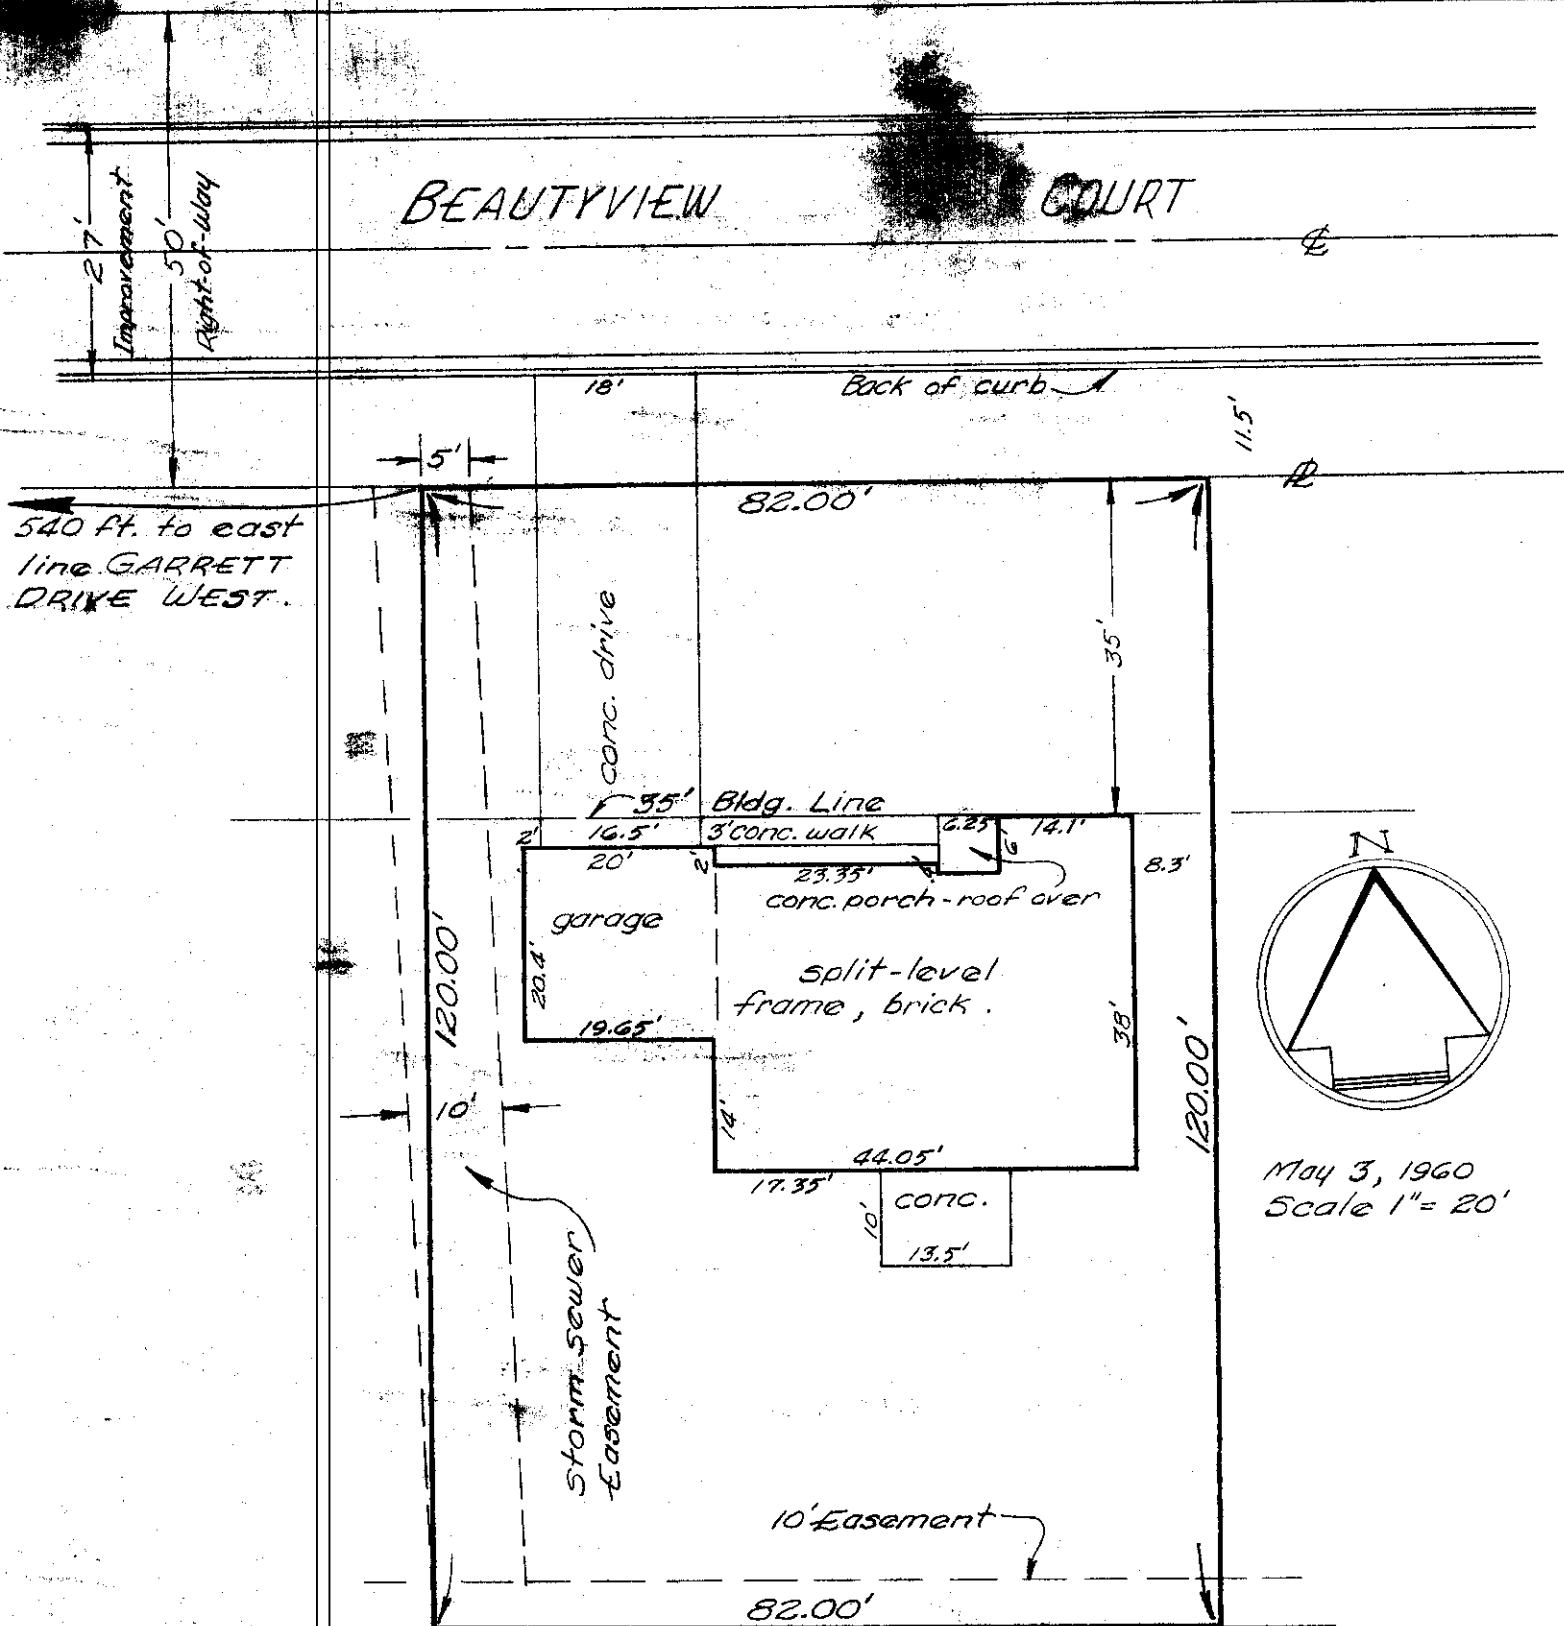 BEAUTYVIEW COURT
℄
27'
Improvement
50'
Right-of-Way
18'
Back of curb
11.5'
5'
82.00'
℄
540 ft. to east
line GARRETT
DRIVE WEST.
conc. drive
35'
35' Bldg. Line
2'
16.5'
3' conc. walk
6.25'
14.1'
6'
20'
2'
23.35'
4'
8.3'
conc. porch - roof over
garage
120.00'
20.4'
split-level
frame, brick.
19.65'
38'
N
120.00'
10'
14'
44.05'
17.35'
conc.
10'
13.5'
May 3, 1960
Scale 1" = 20'
Storm sewer
Easement
10' Easement
82.00'